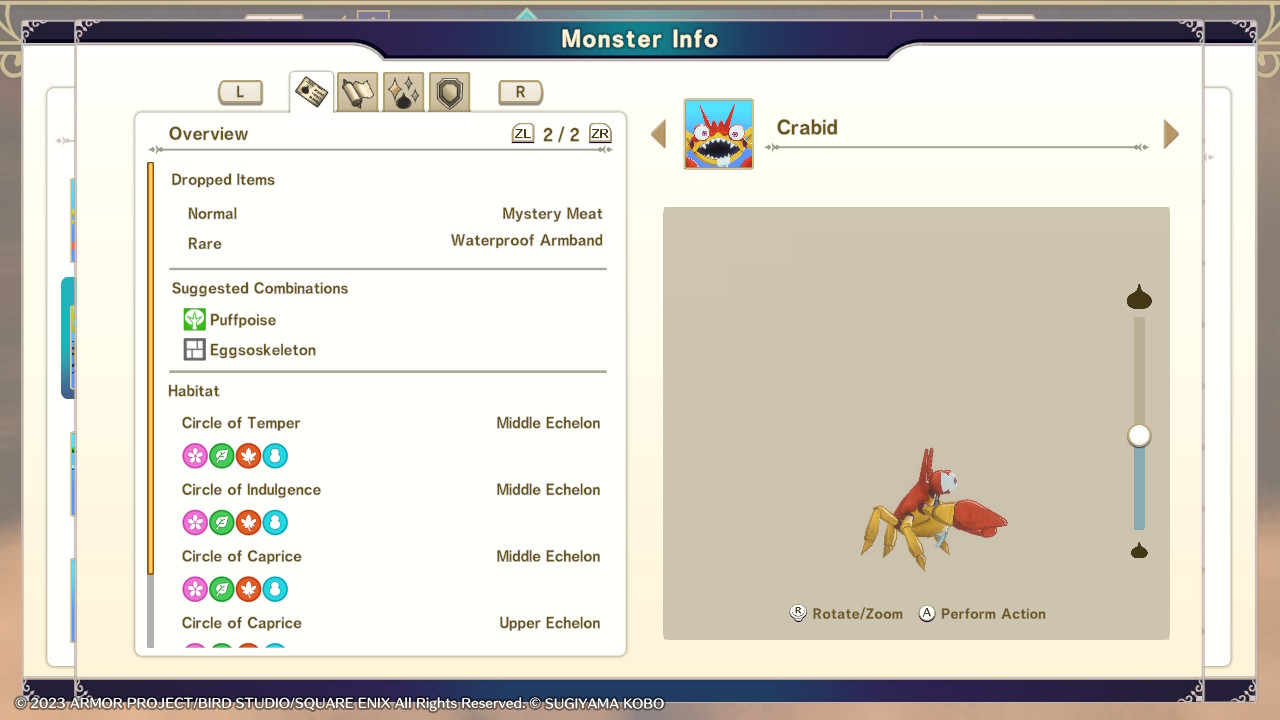 Monster Info
L
R
Overview
ZL 2 / 2 ZR
Crabid
Dropped Items
Normal Mystery Meat
Rare Waterproof Armband
Suggested Combinations
Puffpoise
Eggsoskeleton
Habitat
Circle of Temper Middle Echelon
Circle of Indulgence Middle Echelon
Circle of Caprice Middle Echelon
Circle of Caprice Upper Echelon
R Rotate/Zoom A Perform Action
© 2023 ARMOR PROJECT/BIRD STUDIO/SQUARE ENIX All Rights Reserved. © SUGIYAMA KOBO